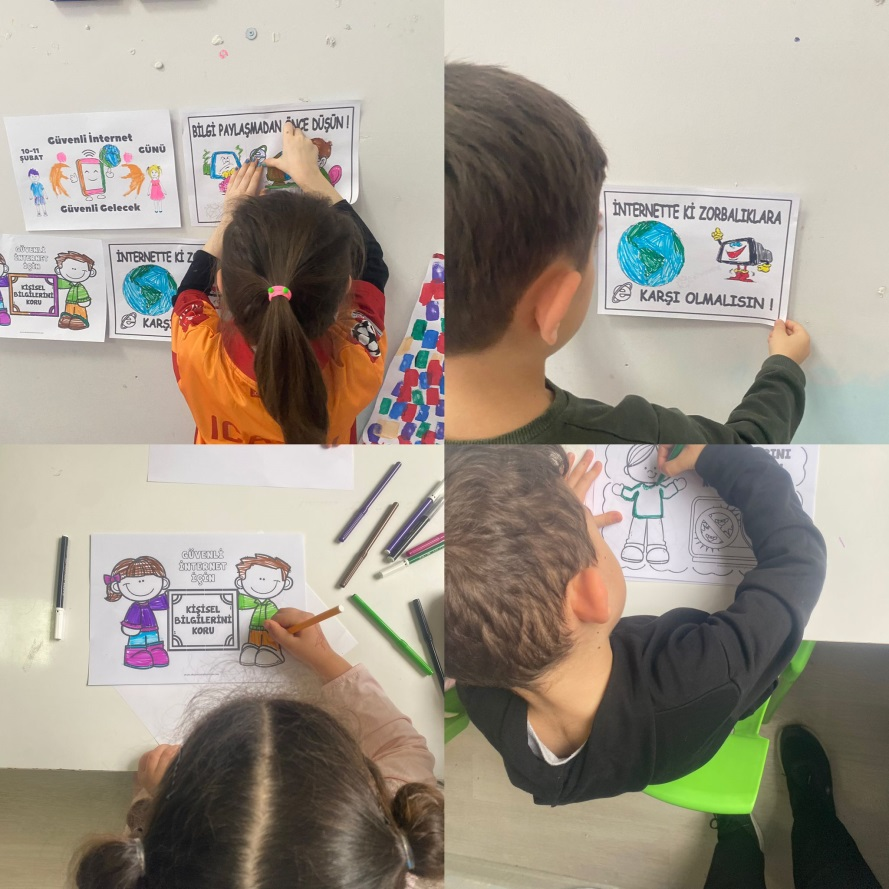 Güvenli İnternet
10-11
ŞUBAT
GÜNÜ
Güvenli Gelecek
BİLGİ PAYLAŞMADAN ÖNCE DÜŞÜN !
GÜVENLİ
İNTERNET
İÇİN
KİŞİSEL
BİLGİLERİNİ
KORU
İNTERNETTE Kİ
KARŞI
İNTERNETTE Kİ ZORBALIKLARA
KARŞI OLMALISIN !
GÜVENLİ
İNTERNET
İÇİN
KİŞİSEL
BİLGİLERİNİ
KORU